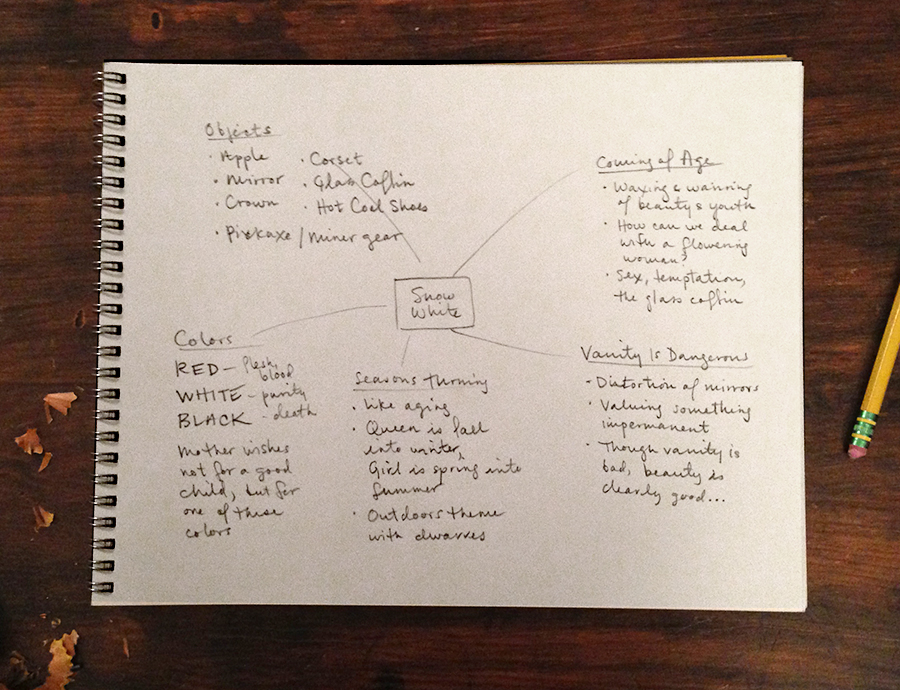 Objects
• Apple
• Mirror
• Crown
• Pickaxe / miner gear
• Corset
• Glass Coffin
• Hot Coal Shoes
Coming of Age
• Waxing & wanning
of beauty & youth
• How can we deal
with a flowering
woman?
• Sex, temptation,
the glass coffin
Snow
White
Colors
RED - flesh,
blood
WHITE - purity
BLACK - death
Mother wishes
not for a good
child, but for
one of these
colors
Seasons turning
• Like aging
• Queen is fall
into winter,
Girl is spring into
summer
• Outdoors theme
with dwarves
Vanity Is Dangerous
• Distortion of mirrors
• Valuing something
impermanent
• Though vanity is
bad, beauty is
clearly good...